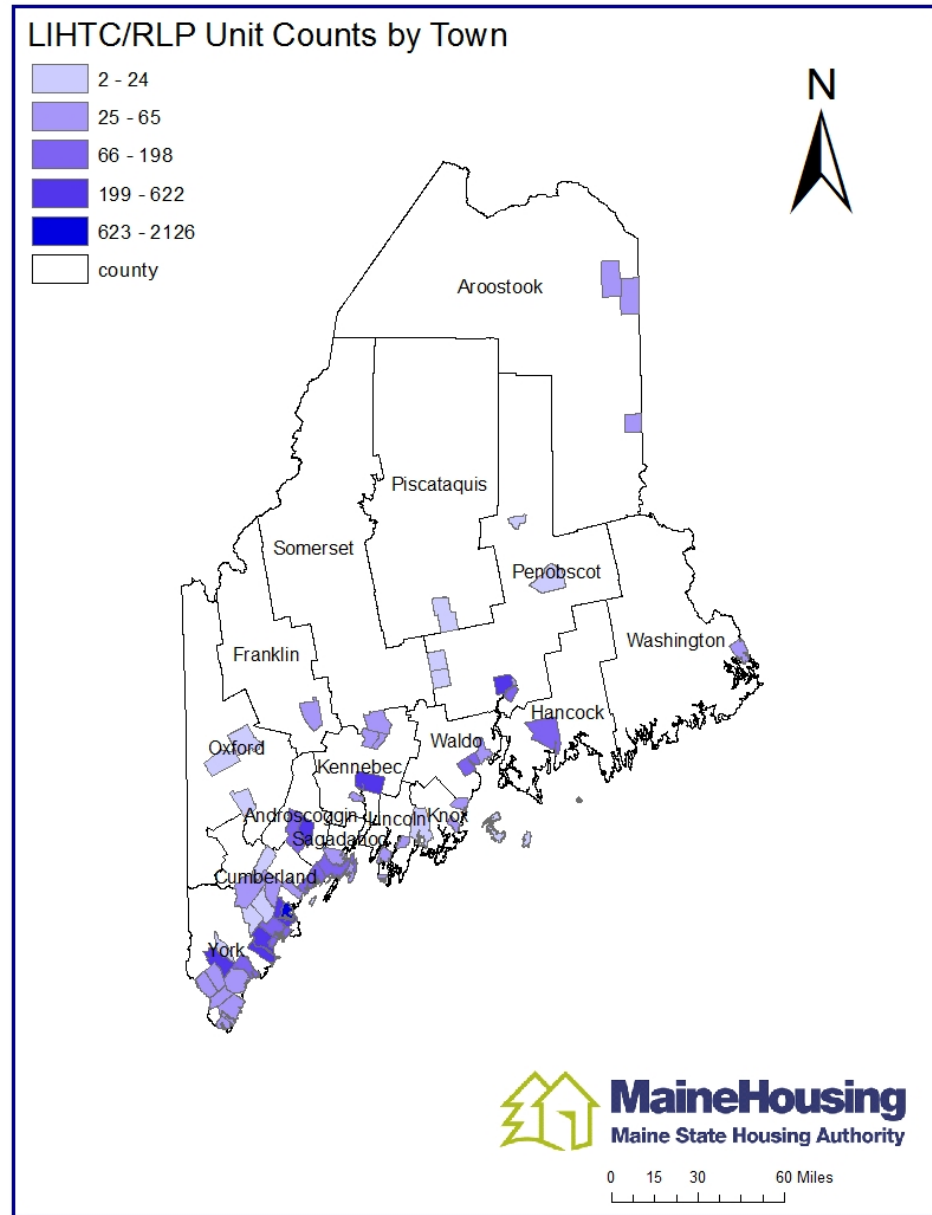 LIHTC/RLP Unit Counts by Town
2 - 24
25 - 65
66 - 198
199 - 622
623 - 2126
county
N
Aroostook
Piscataquis
Somerset
Penobscot
Franklin
Washington
Hancock
Oxford
Waldo
Kennebec
Androscoggin
Lincoln
Knox
Sagadahoc
Cumberland
York
MaineHousing
Maine State Housing Authority
0 15 30 60 Miles